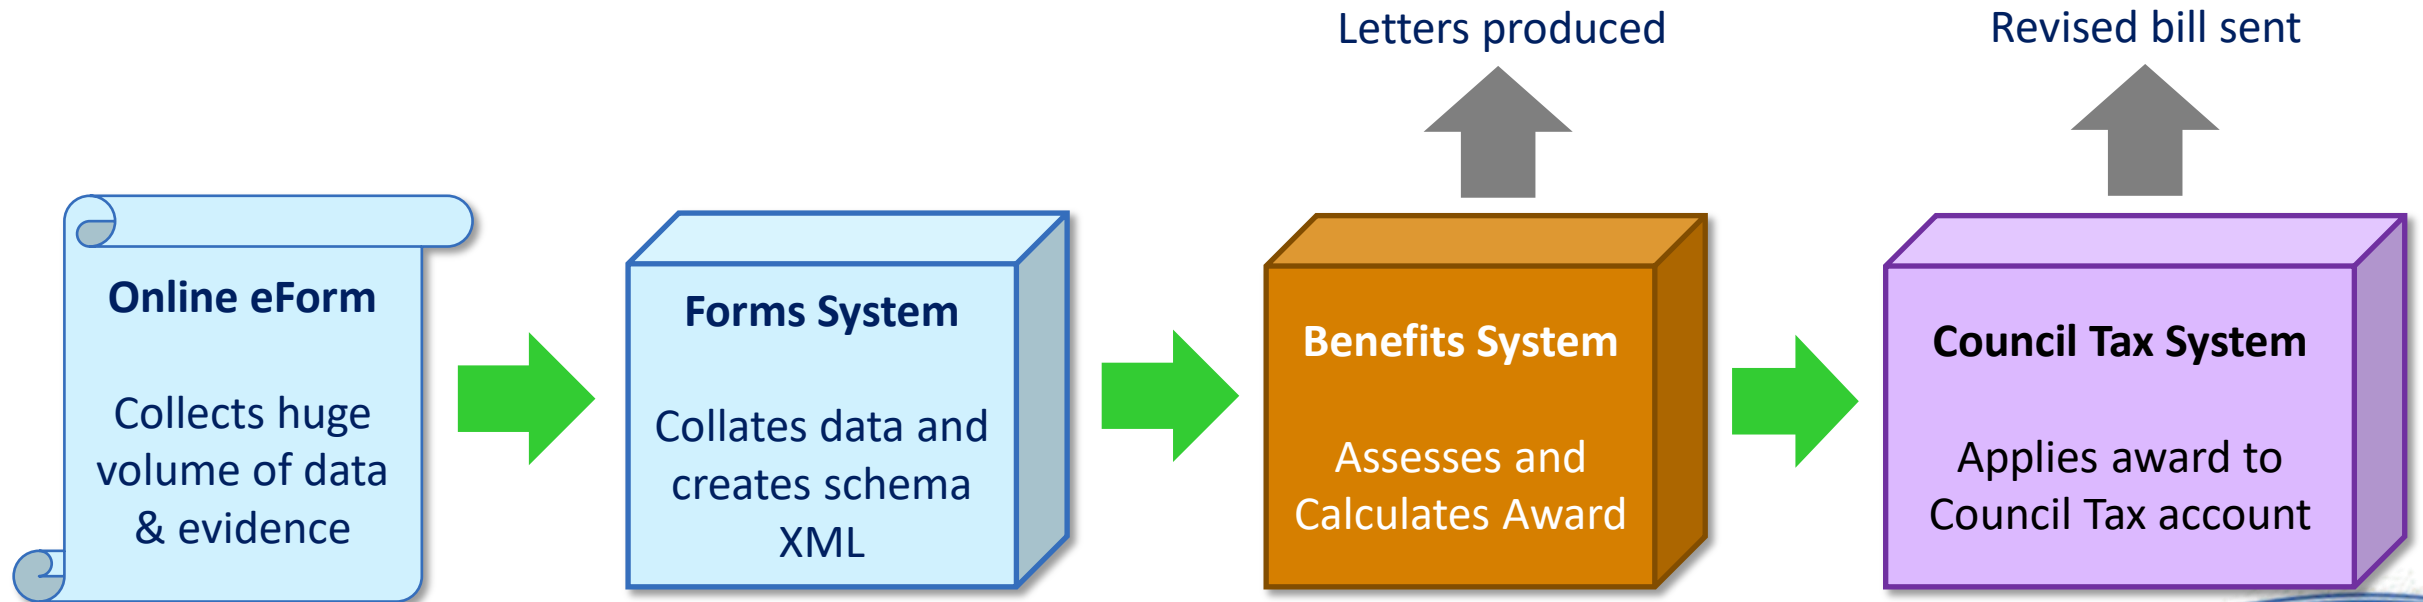 Letters produced
Revised bill sent
Online eForm
Collects huge
volume of data
& evidence
Forms System
Collates data and
creates schema
XML
Benefits System
Assesses and
Calculates Award
Council Tax System
Applies award to
Council Tax account